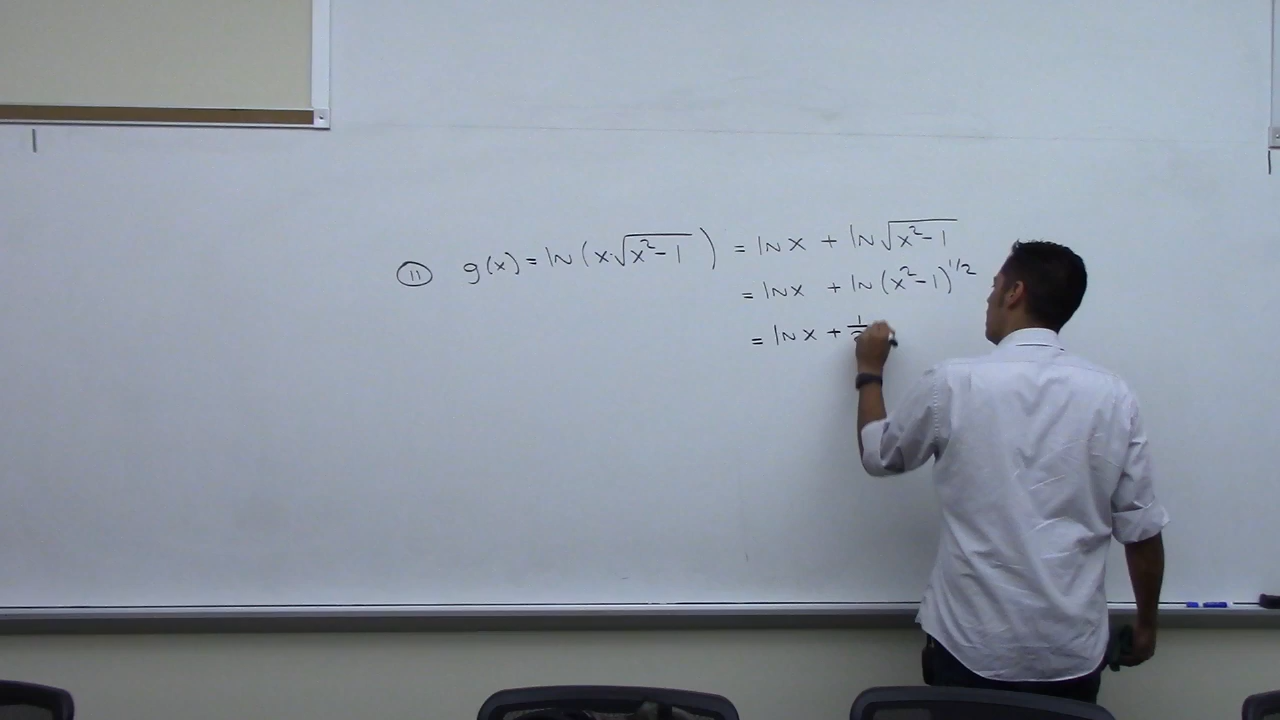 ⑪ g(x) = ln(x·√(x²-1)) = ln x + ln √(x²-1)
= ln x + ln(x²-1)^1/2
= ln x + 1/2